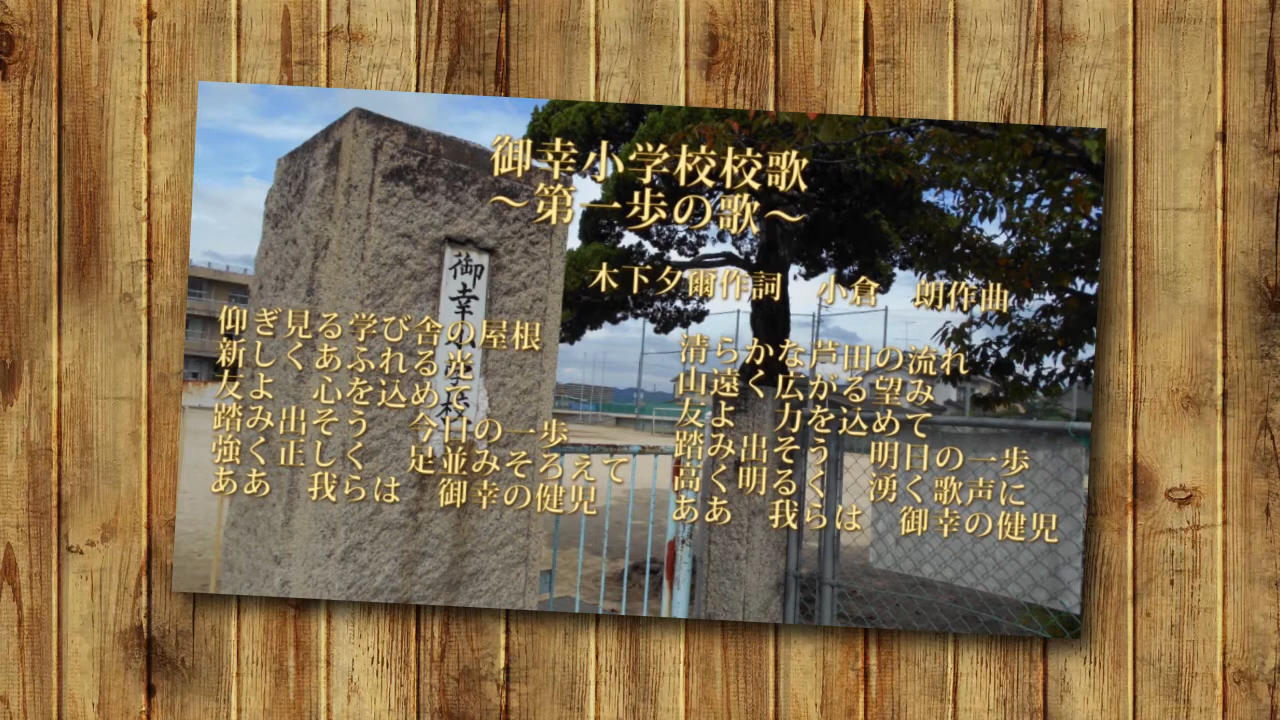 御幸小学校校歌
～第一歩の歌～
木下夕爾作詞　小倉　朗作曲
仰ぎ見る学び舎の屋根
新しくあふれる光
友よ　心を込めて
踏み出そう　今日の一歩
強く正しく　足並みそろえて
ああ　我らは　御幸の健児
清らかな芦田の流れ
山遠く広がる望み
友よ　力を込めて
踏み出そう　明日の一歩
高く明るく　湧く歌声に
ああ　我らは　御幸の健児
御幸